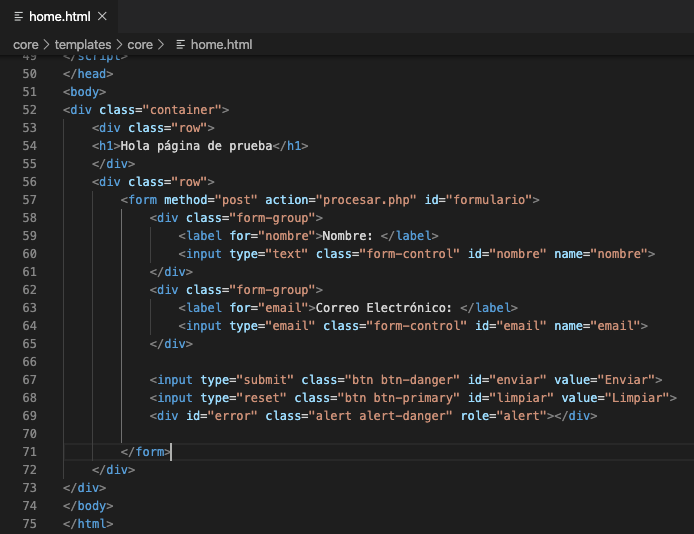 home.html
core > templates > core > home.html
49 </script>
50 </head>
51 <body>
52 <div class="container">
53 <div class="row">
54 <h1>Hola página de prueba</h1>
55 </div>
56 <div class="row">
57 <form method="post" action="procesar.php" id="formulario">
58 <div class="form-group">
59 <label for="nombre">Nombre: </label>
60 <input type="text" class="form-control" id="nombre" name="nombre">
61 </div>
62 <div class="form-group">
63 <label for="email">Correo Electrónico: </label>
64 <input type="email" class="form-control" id="email" name="email">
65 </div>
66
67 <input type="submit" class="btn btn-danger" id="enviar" value="Enviar">
68 <input type="reset" class="btn btn-primary" id="limpiar" value="Limpiar">
69 <div id="error" class="alert alert-danger" role="alert"></div>
70
71 </form>
72 </div>
73 </div>
74 </body>
75 </html>